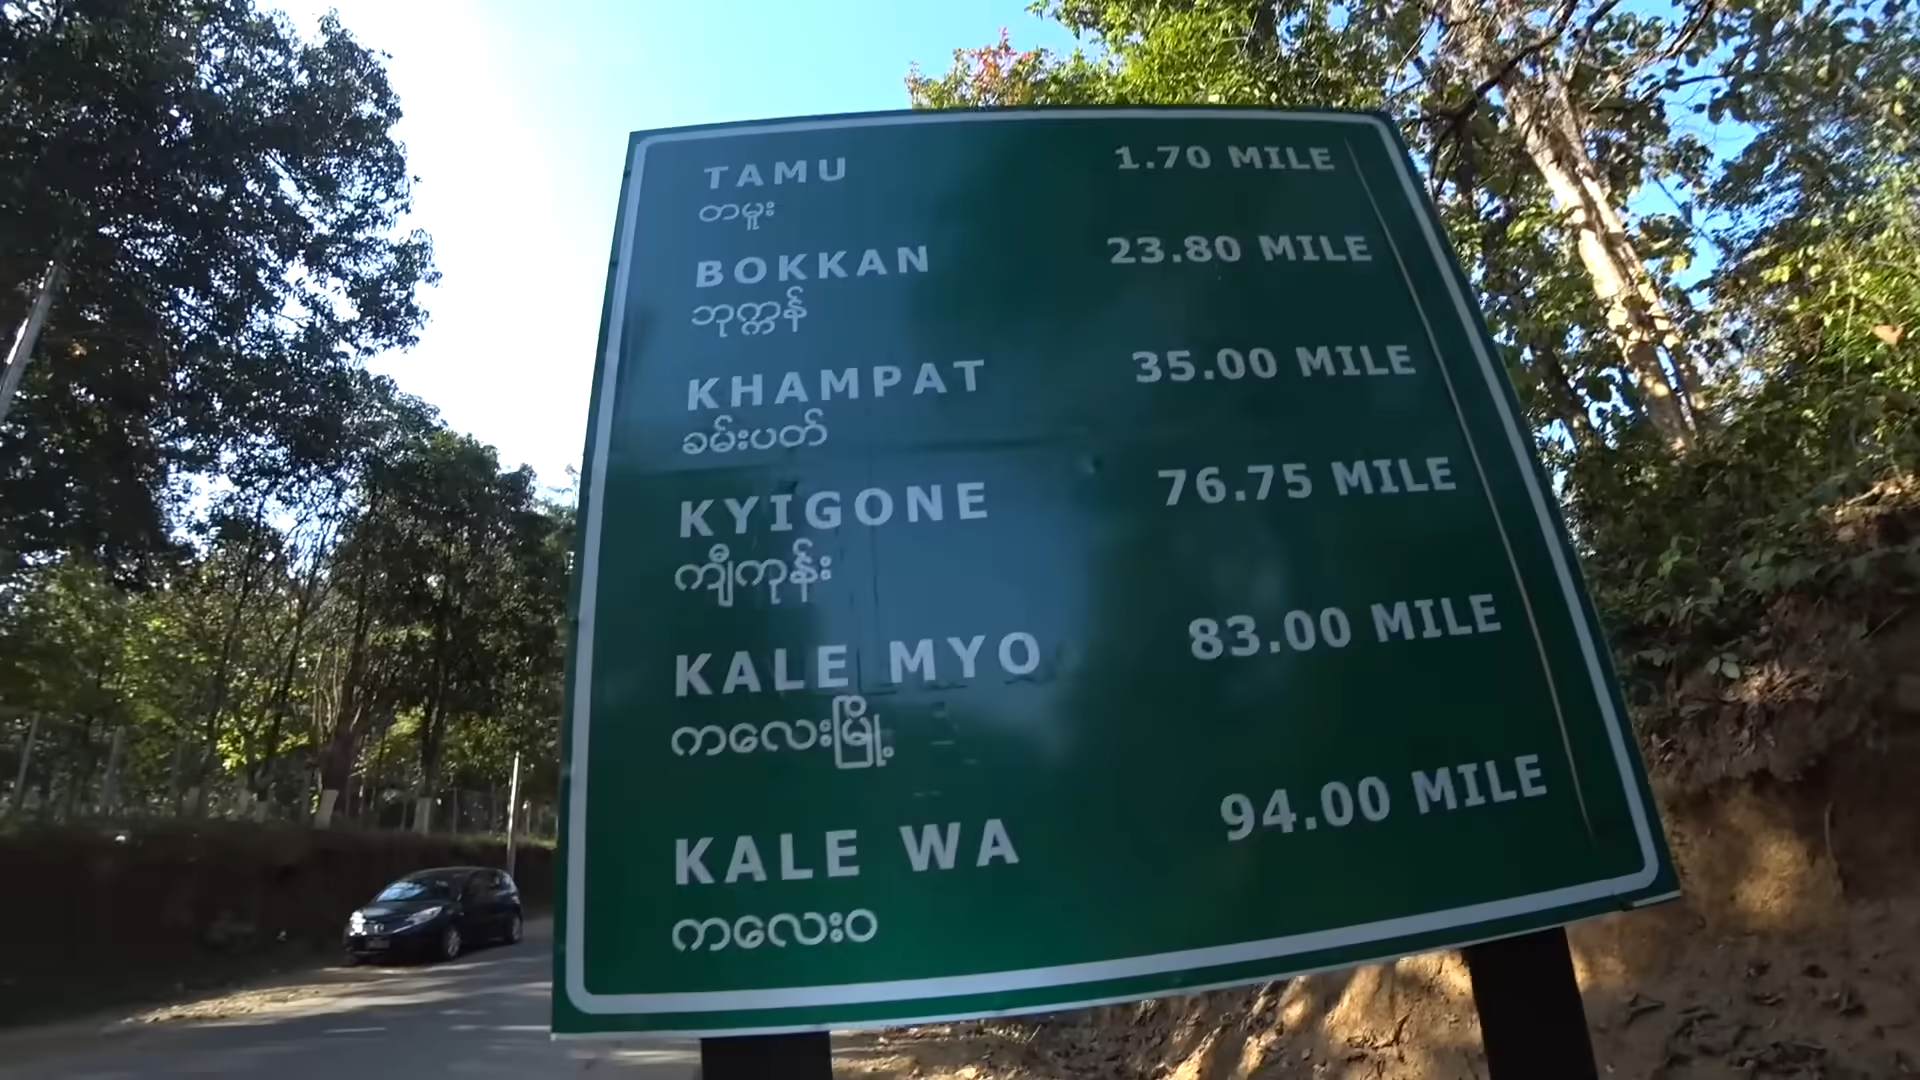 TAMU 1.70 MILE
တမူး
BOKKAN 23.80 MILE
ဘုက္ကန်
KHAMPAT 35.00 MILE
ခမ်းပတ်
KYIGONE 76.75 MILE
ကျီကုန်း
KALE MYO 83.00 MILE
ကလေးမြို့
KALE WA 94.00 MILE
ကလေးဝ